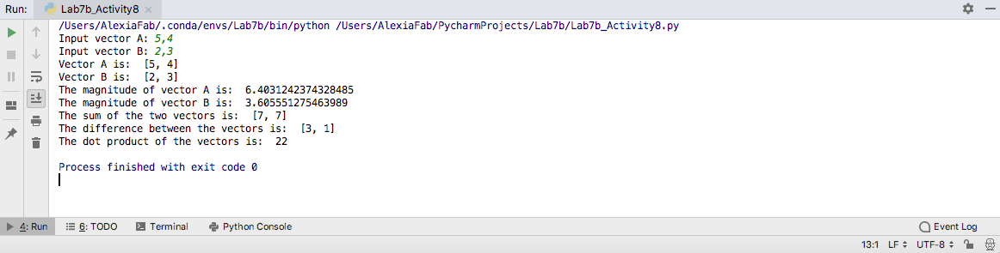 Run: Lab7b_Activity8 ×
/Users/AlexiaFab/.conda/envs/Lab7b/bin/python /Users/AlexiaFab/PycharmProjects/Lab7b/Lab7b_Activity8.py
Input vector A: 5,4
Input vector B: 2,3
Vector A is:  [5, 4]
Vector B is:  [2, 3]
The magnitude of vector A is:  6.4031242374328485
The magnitude of vector B is:  3.605551275463989
The sum of the two vectors is:  [7, 7]
The difference between the vectors is:  [3, 1]
The dot product of the vectors is:  22
Process finished with exit code 0
4: Run 6: TODO Terminal Python Console Event Log
13:1 LF UTF-8